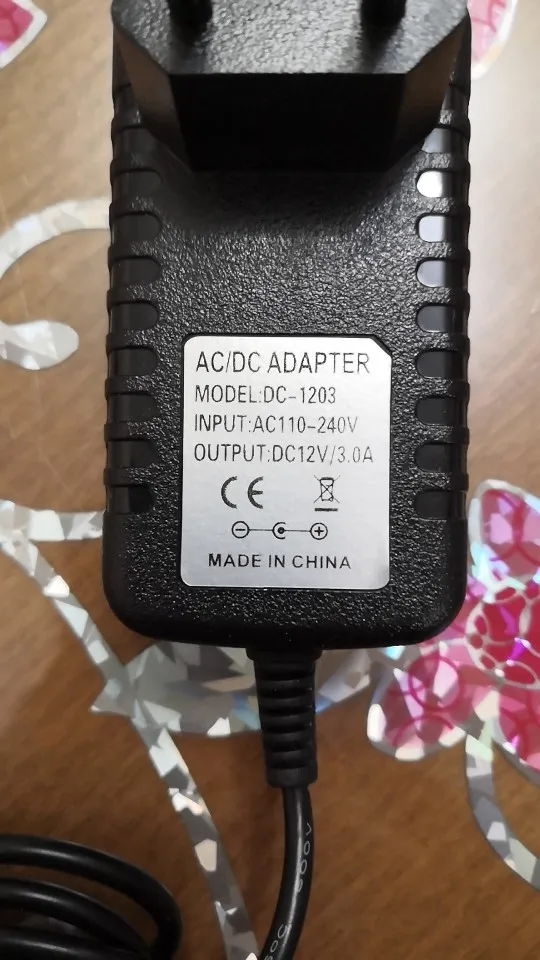 AC/DC ADAPTER
MODEL:DC-1203
INPUT:AC110-240V
OUTPUT:DC12V/3.0A
CE
MADE IN CHINA